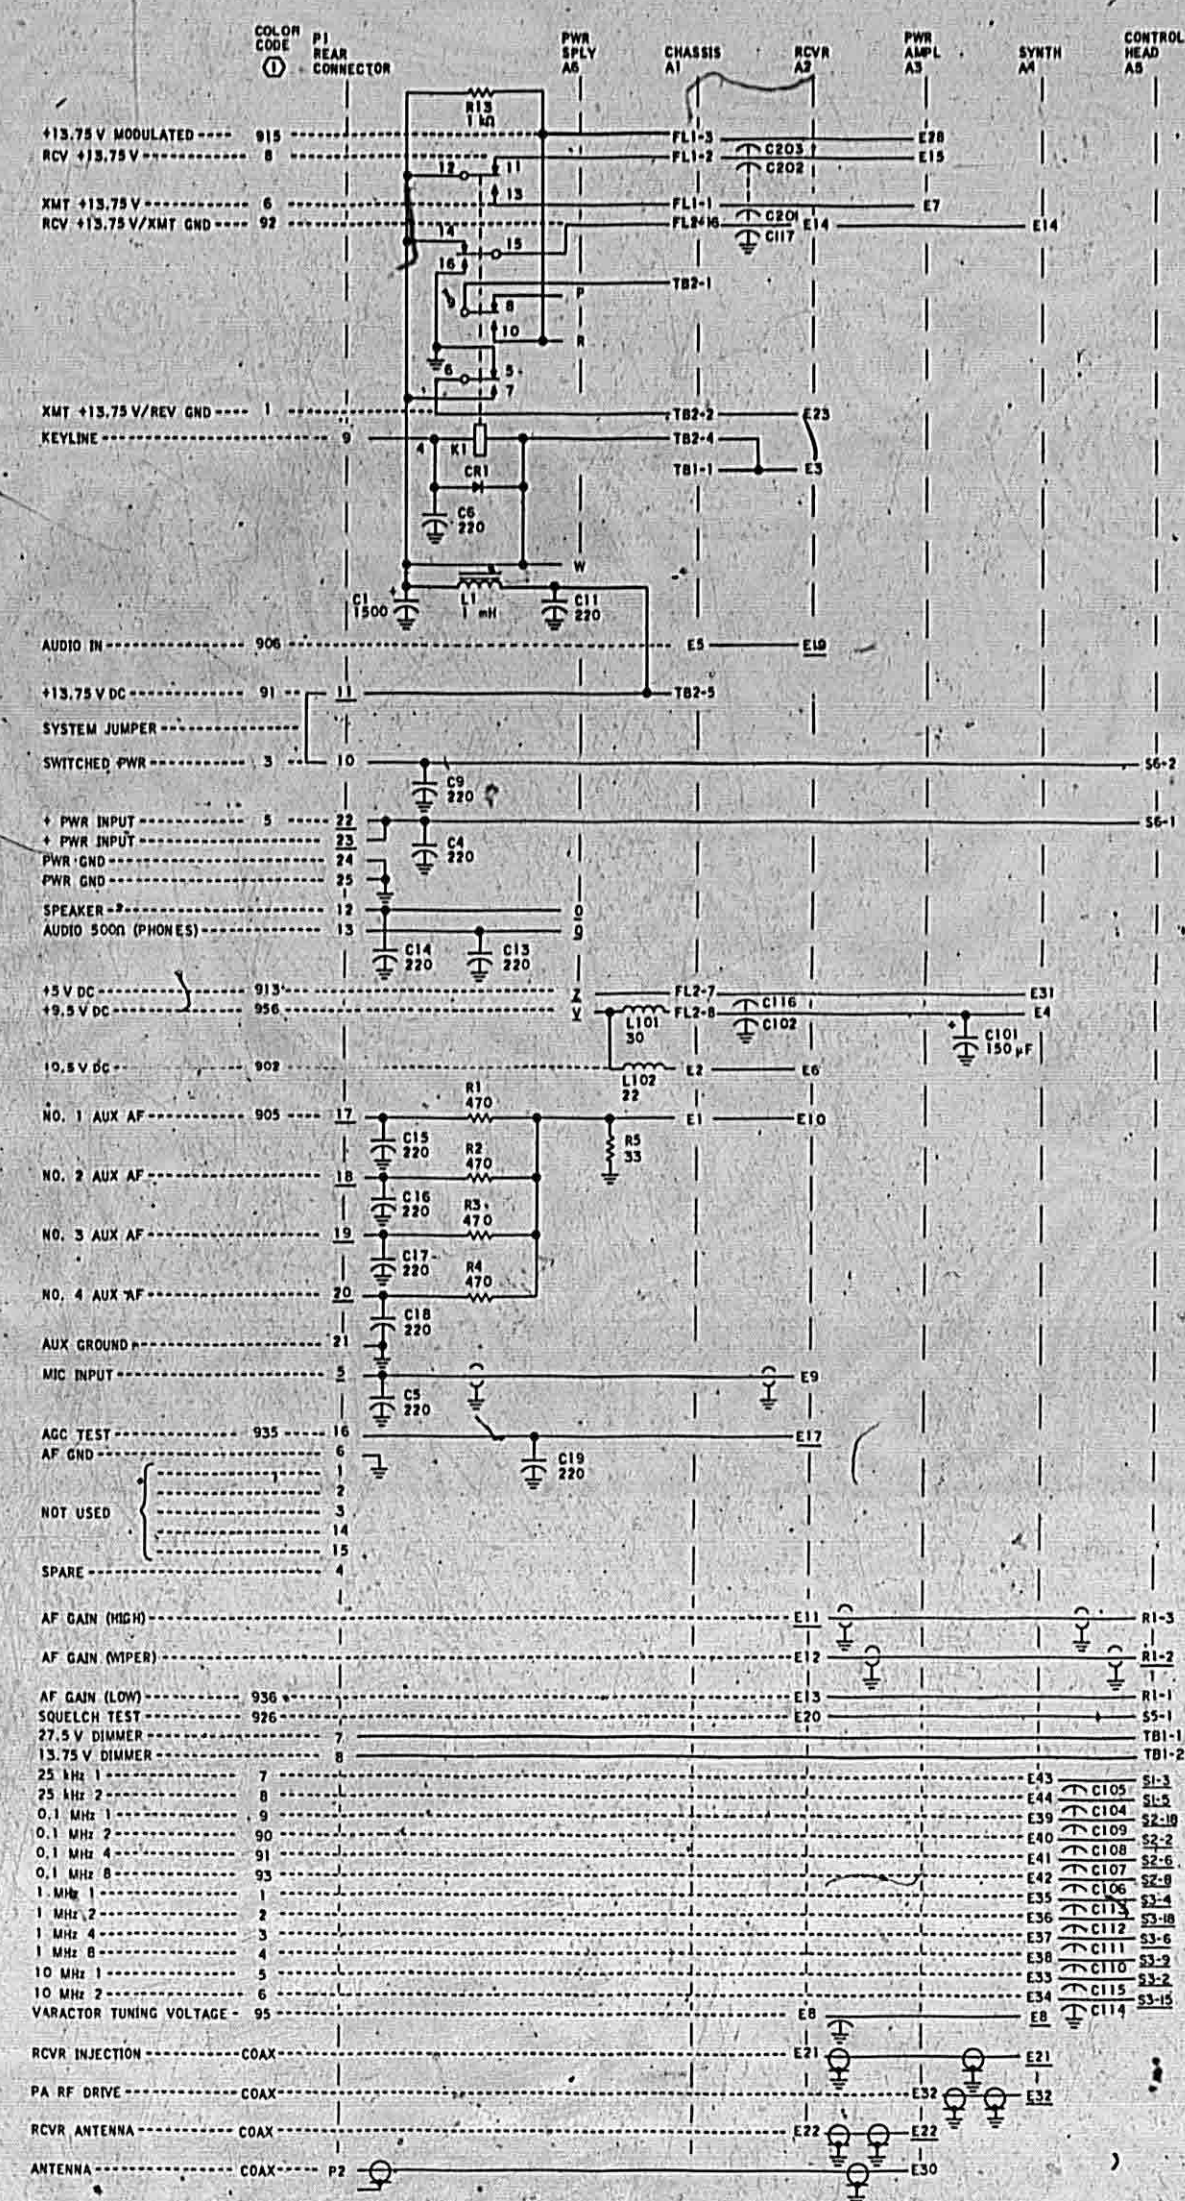 COLOR CODE ① P1 REAR CONNECTOR PWR SPLY A6 CHASSIS A1 RCVR A2 PWR AMPL A3 SYNTH A4 CONTROL HEAD A5
R13
1 kΩ
+13.75 V MODULATED 915 FL1-3 E28
C203
RCV +13.75 V 8 FL1-2 E15
12 11 C202
13
XMT +13.75 V 6 FL1-1 E7
C201
RCV +13.75 V/XMT GND 92 FL2-16 E14 E14
14 15 C117
16
TB2-1
9 8 P
10 R
6 5
7
XMT +13.75 V/REV GND 1 TB2-2 E23
KEYLINE 9 4 K1 TB2-4
CR1 TB1-1 E3
C6
220
W
C1 1500 L1 1 mH C11 220
AUDIO IN 906 E5 E19
+13.75 V DC 91 11 TB2-5
SYSTEM JUMPER
SWITCHED PWR 3 10 S6-2
C9
220
+ PWR INPUT 5 22 S6-1
+ PWR INPUT 23
C4
220
PWR GND 24
PWR GND 25
SPEAKER 12 0
AUDIO 500Ω (PHONES) 13 g
C14 220 C13 220
+5 V DC 913 Z FL2-7 C116 E31
+9.5 V DC 956 Y L101 30 FL2-8 C102 E4
C101
150 µF
10.5 V DC 902 L102 22 E2 E6
R1
470
NO. 1 AUX AF 905 17 E1 E10
C15 220 R5 33
R2
470
NO. 2 AUX AF 18
C16
220
R3
470
NO. 3 AUX AF 19
C17
220
R4
470
NO. 4 AUX AF 20
C18
220
AUX GROUND 21
MIC INPUT 5 E9
C5
220
AGC TEST 935 16 E17
AF GND 6
C19
220
1
2
NOT USED 3
14
15
SPARE 4
AF GAIN (HIGH) E11 R1-3
AF GAIN (WIPER) E12 R1-2
AF GAIN (LOW) 936 E13 R1-1
SQUELCH TEST 926 E20 S5-1
27.5 V DIMMER 7 TB1-1
13.75 V DIMMER 8 TB1-2
25 kHz 1 7 E43 S1-3
25 kHz 2 8 E44 C105 S1-5
0.1 MHz 1 9 E39 C104 S2-18
0.1 MHz 2 90 E40 C109 S2-2
0.1 MHz 4 91 E41 C108 S2-6
0.1 MHz 8 93 E42 C107 S2-8
1 MHz 1 1 E35 C106 S3-4
1 MHz 2 2 E36 C113 S3-18
1 MHz 4 3 E37 C112 S3-6
1 MHz 8 4 E38 C111 S3-9
10 MHz 1 5 E33 C110 S3-2
10 MHz 2 6 E34 C115 S3-15
VARACTOR TUNING VOLTAGE 95 E8 E8 C114
RCVR INJECTION COAX E21 E21
PA RF DRIVE COAX E32 E32
RCVR ANTENNA COAX E22 E22
ANTENNA COAX P2 E30